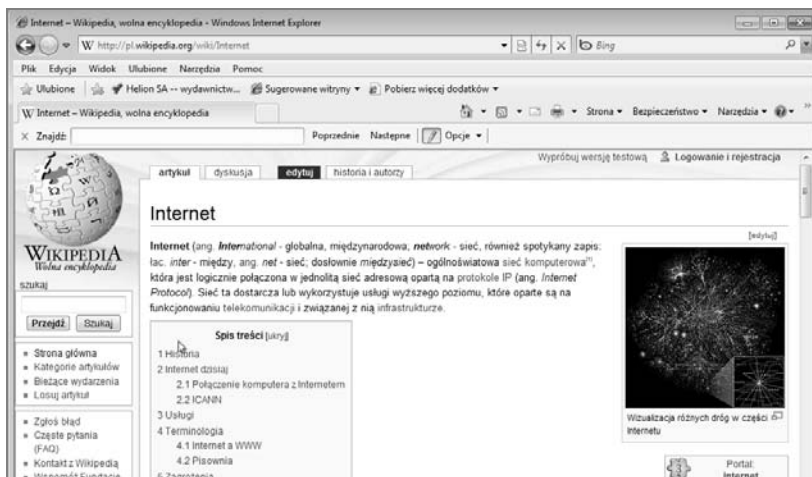 Internet – Wikipedia, wolna encyklopedia - Windows Internet Explorer
W http://pl.wikipedia.org/wiki/Internet
Bing
Plik Edycja Widok Ulubione Narzędzia Pomoc
Ulubione Helion SA -- wydawnictw... Sugerowane witryny Pobierz więcej dodatków
W Internet – Wikipedia, wolna encyklopedia
Strona Bezpieczeństwo Narzędzia
× Znajdź: Poprzednie Następne Opcje
Wypróbuj wersję testową Logowanie i rejestracja
artykuł dyskusja edytuj historia i autorzy
Internet
[edytuj]
Internet (ang. International - globalna, międzynarodowa; network - sieć, również spotykany zapis:
łac. inter - między, ang. net - sieć; dosłownie międzysieć) – ogólnoświatowa sieć komputerowa[?],
która jest logicznie połączona w jednolitą sieć adresową opartą na protokole IP (ang. Internet
Protocol). Sieć ta dostarcza lub wykorzystuje usługi wyższego poziomu, które oparte są na
funkcjonowaniu telekomunikacji i związanej z nią infrastrukturze.
WIKIPEDIA
Wolna encyklopedia
szukaj
Przejdź Szukaj
Strona główna
Kategorie artykułów
Bieżące wydarzenia
Losuj artykuł
Zgłoś błąd
Częste pytania
(FAQ)
Kontakt z Wikipedią
Wspomóż Fundację
Spis treści [ukryj]
1 Historia
2 Internet dzisiaj
2.1 Połączenie komputera z Internetem
2.2 ICANN
3 Usługi
4 Terminologia
4.1 Internet a WWW
4.2 Pisownia
5 Zagrożenia
Wizualizacja różnych dróg w części
Internetu
Portal:
Internet